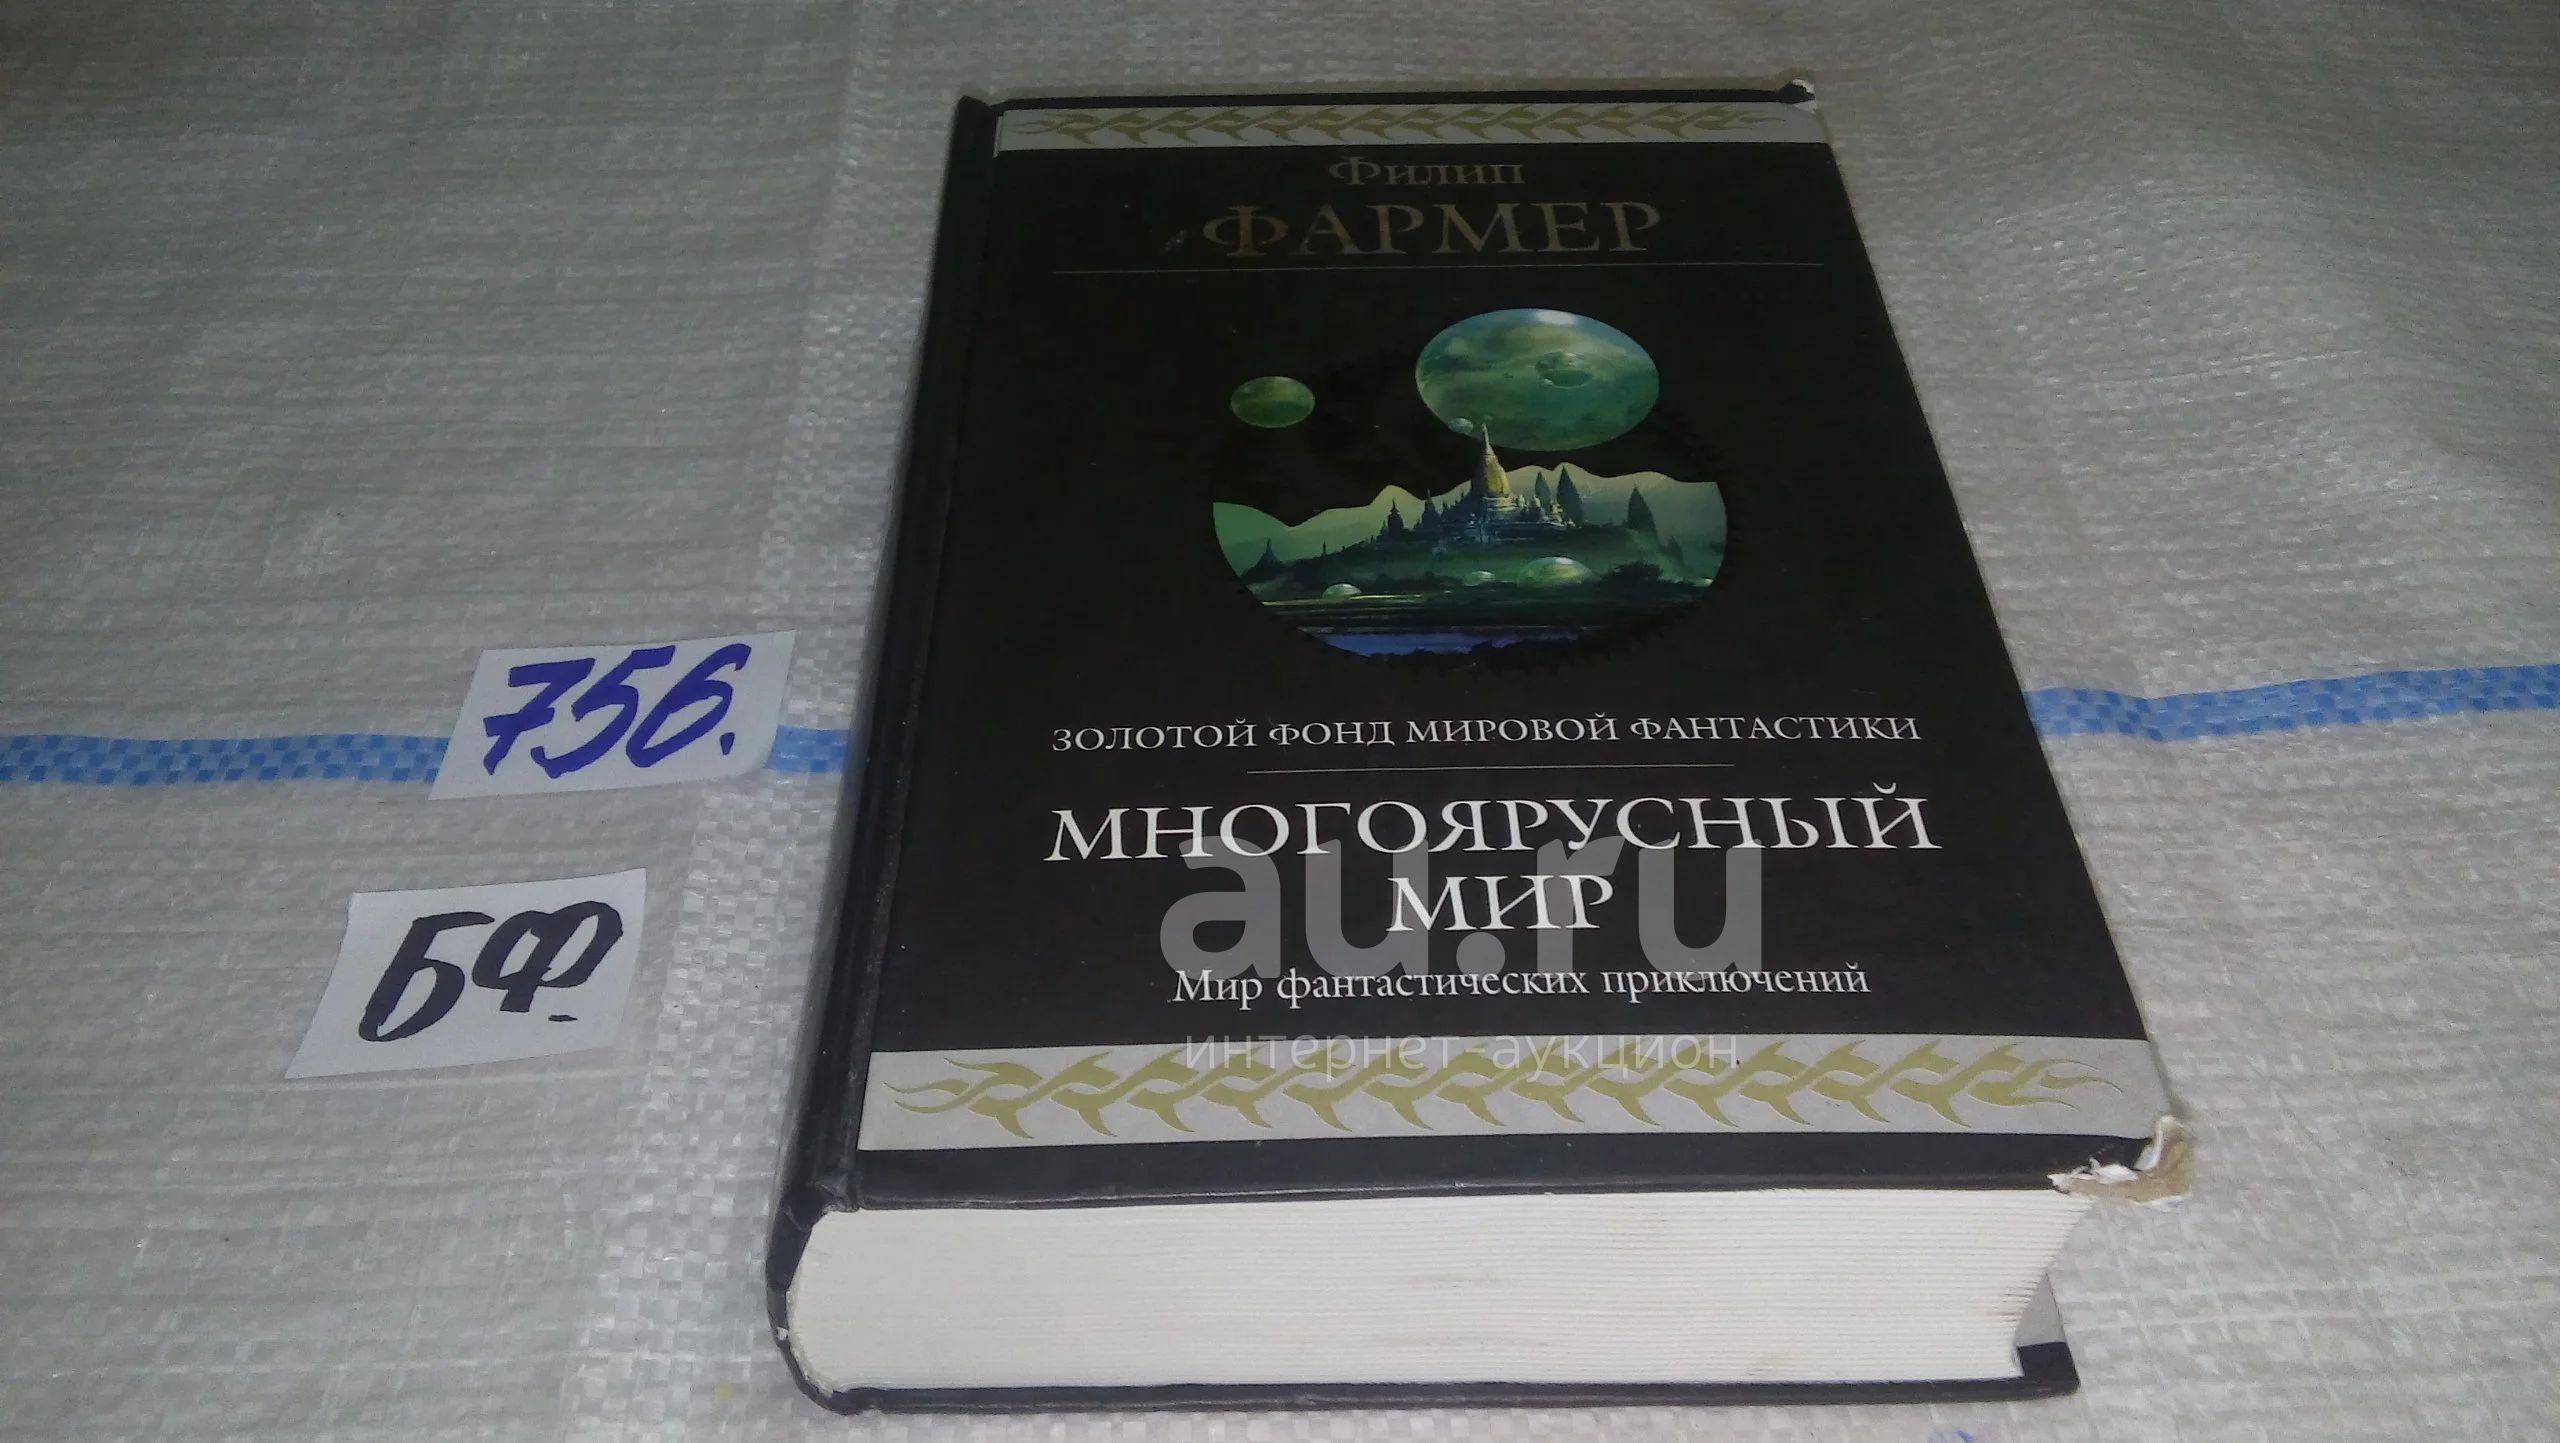 Филип
ФАРМЕР
ЗОЛОТОЙ ФОНД МИРОВОЙ ФАНТАСТИКИ
МНОГОЯРУСНЫЙ
МИР
Мир фантастических приключений
756.
БФ.
au.ru
интернет-аукцион